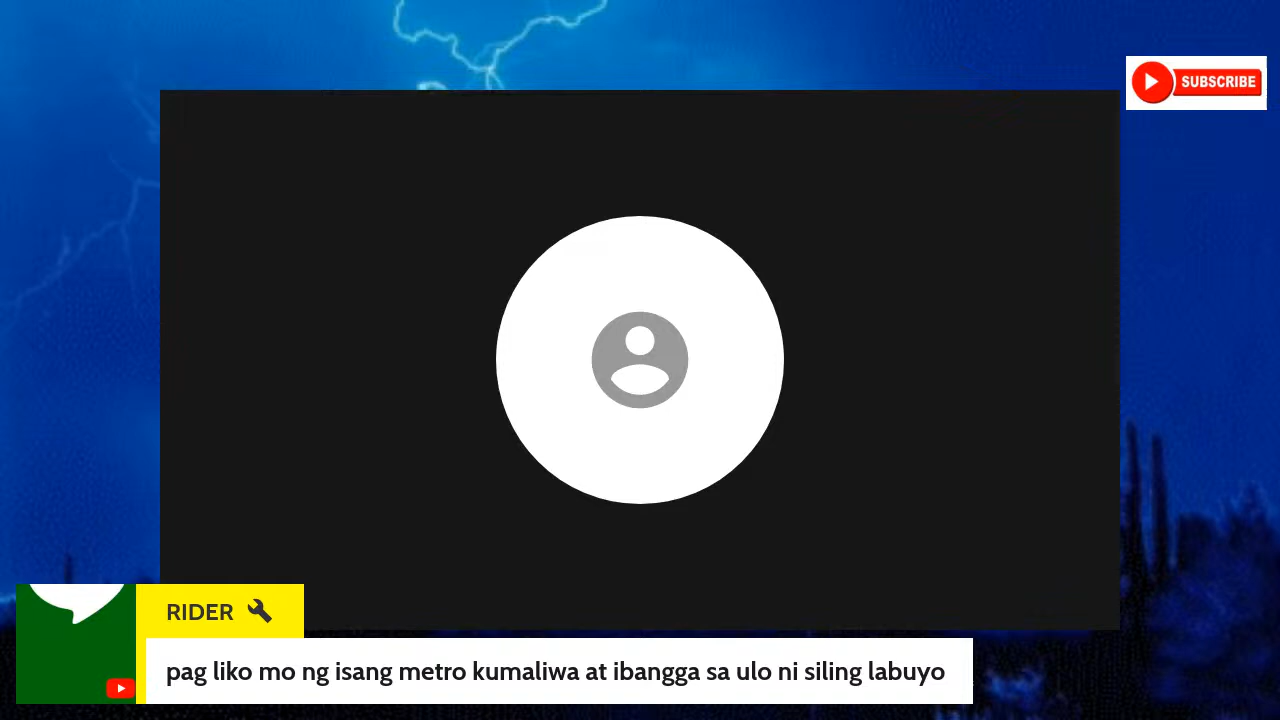 SUBSCRIBE
RIDER
pag liko mo ng isang metro kumaliwa at ibangga sa ulo ni siling labuyo